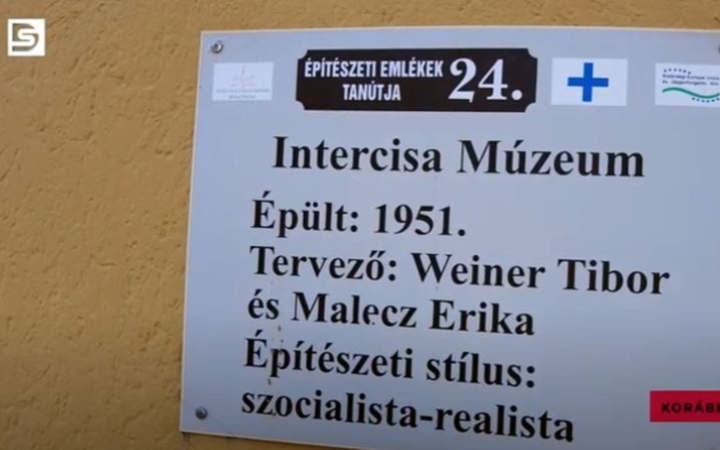 ÉPÍTÉSZETI EMLÉKEK
TANÚTJA
24.
Intercisa Múzeum
Épült: 1951.
Tervező: Weiner Tibor
és Malecz Erika
Építészeti stílus:
szocialista-realista